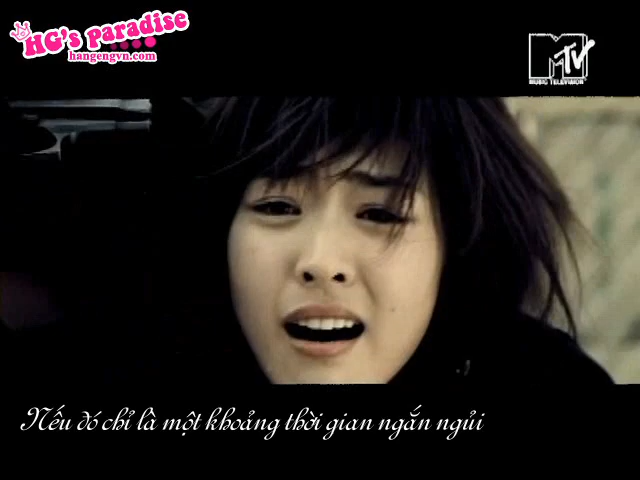 HG's paradise
hangengvn.com
MTV
MUSIC TELEVISION
Nếu đó chỉ là một khoảng thời gian ngắn ngủi